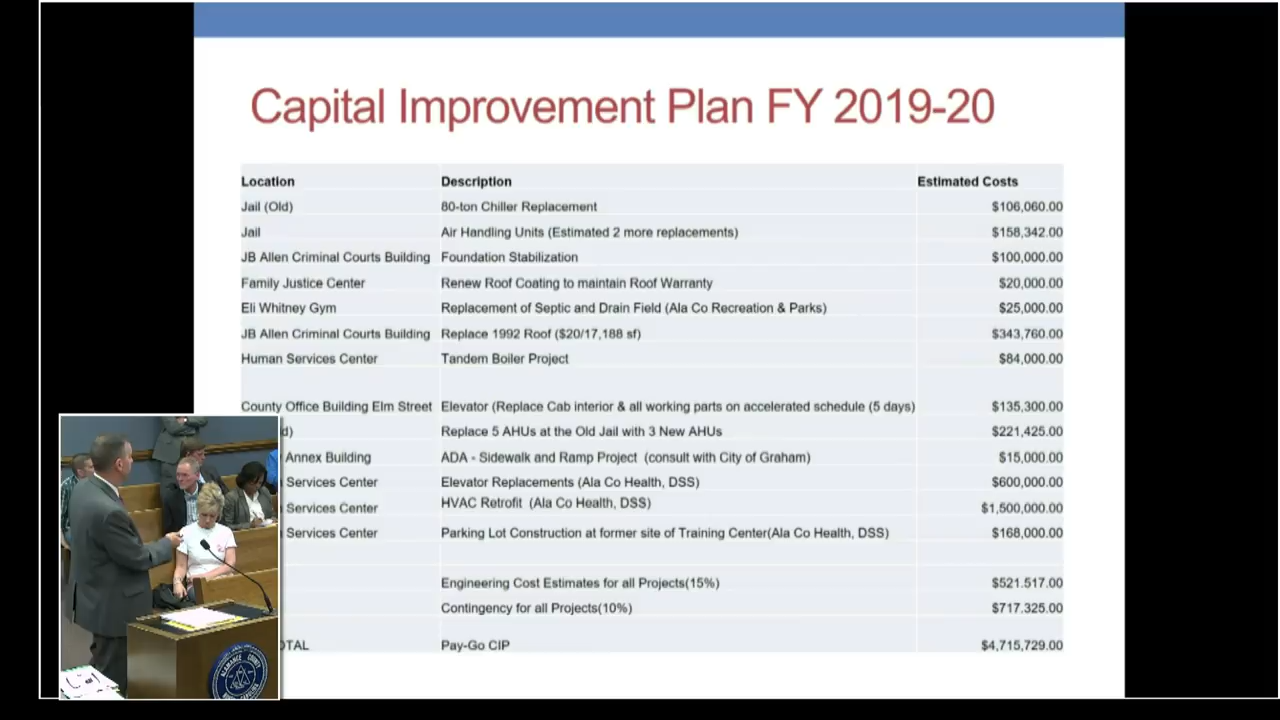 Capital Improvement Plan FY 2019-20
Location Description Estimated Costs
Jail (Old) 80-ton Chiller Replacement $106,060.00
Jail Air Handling Units (Estimated 2 more replacements) $158,342.00
JB Allen Criminal Courts Building Foundation Stabilization $100,000.00
Family Justice Center Renew Roof Coating to maintain Roof Warranty $20,000.00
Eli Whitney Gym Replacement of Septic and Drain Field (Ala Co Recreation & Parks) $25,000.00
JB Allen Criminal Courts Building Replace 1992 Roof ($20/17,188 sf) $343,760.00
Human Services Center Tandem Boiler Project $84,000.00
County Office Building Elm Street Elevator (Replace Cab interior & all working parts on accelerated schedule (5 days) $135,300.00
d) Replace 5 AHUs at the Old Jail with 3 New AHUs $221,425.00
Annex Building ADA - Sidewalk and Ramp Project (consult with City of Graham) $15,000.00
Services Center Elevator Replacements (Ala Co Health, DSS) $600,000.00
Services Center HVAC Retrofit (Ala Co Health, DSS) $1,500,000.00
Services Center Parking Lot Construction at former site of Training Center(Ala Co Health, DSS) $168,000.00
Engineering Cost Estimates for all Projects(15%) $521.517.00
Contingency for all Projects(10%) $717.325.00
OTAL Pay-Go CIP $4,715,729.00
ALAMANCE COUNTY